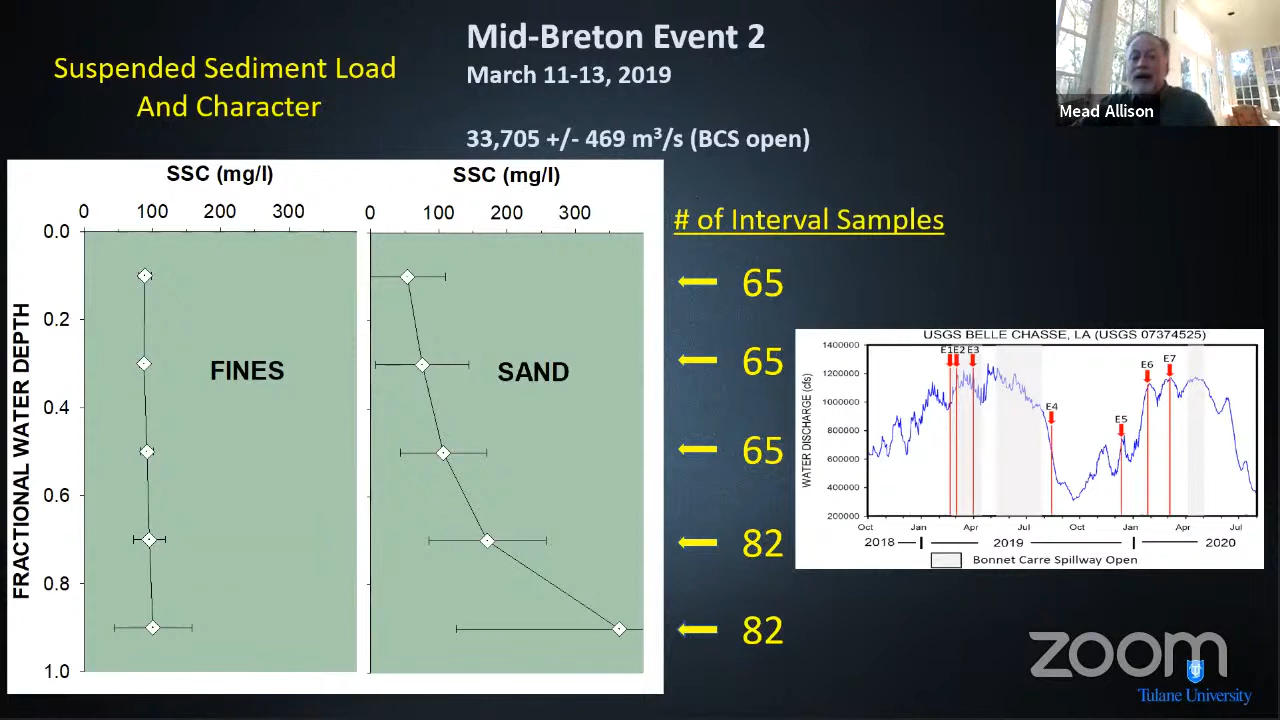 Suspended Sediment Load
And Character
Mid-Breton Event 2
March 11-13, 2019
33,705 +/- 469 m³/s (BCS open)
Mead Allison
SSC (mg/l)
0 100 200 300
SSC (mg/l)
0 100 200 300
FRACTIONAL WATER DEPTH
0.0
0.2
0.4
0.6
0.8
1.0
FINES
SAND
# of Interval Samples
65
65
65
82
82
USGS BELLE CHASSE, LA (USGS 07374525)
WATER DISCHARGE (cfs)
1400000
1200000
1000000
800000
600000
400000
200000
E1 E2 E3
E4
E5
E6
E7
Oct Jan Apr Jul Oct Jan Apr Jul
2018 2019 2020
Bonnet Carre Spillway Open
zoom
Tulane University